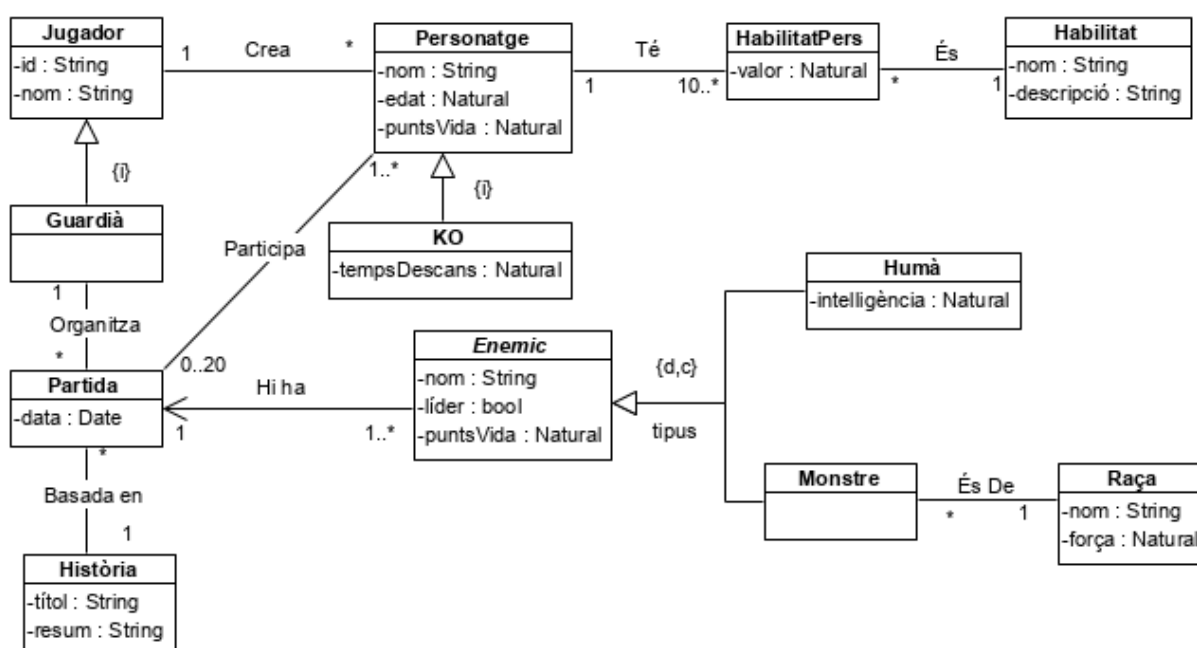 Jugador
-id : String
-nom : String
1
Crea
*
Personatge
-nom : String
-edat : Natural
-puntsVida : Natural
1
Té
10..*
HabilitatPers
-valor : Natural
*
És
1
Habilitat
-nom : String
-descripció : String
{i}
Guardià
1
Organitza
*
1..*
Participa
0..20
{i}
KO
-tempsDescans : Natural
Partida
-data : Date
1
Hi ha
1..*
Enemic
-nom : String
-líder : bool
-puntsVida : Natural
{d,c}
tipus
Humà
-intelligència : Natural
Monstre
*
És De
1
Raça
-nom : String
-força : Natural
*
Basada en
1
Història
-títol : String
-resum : String